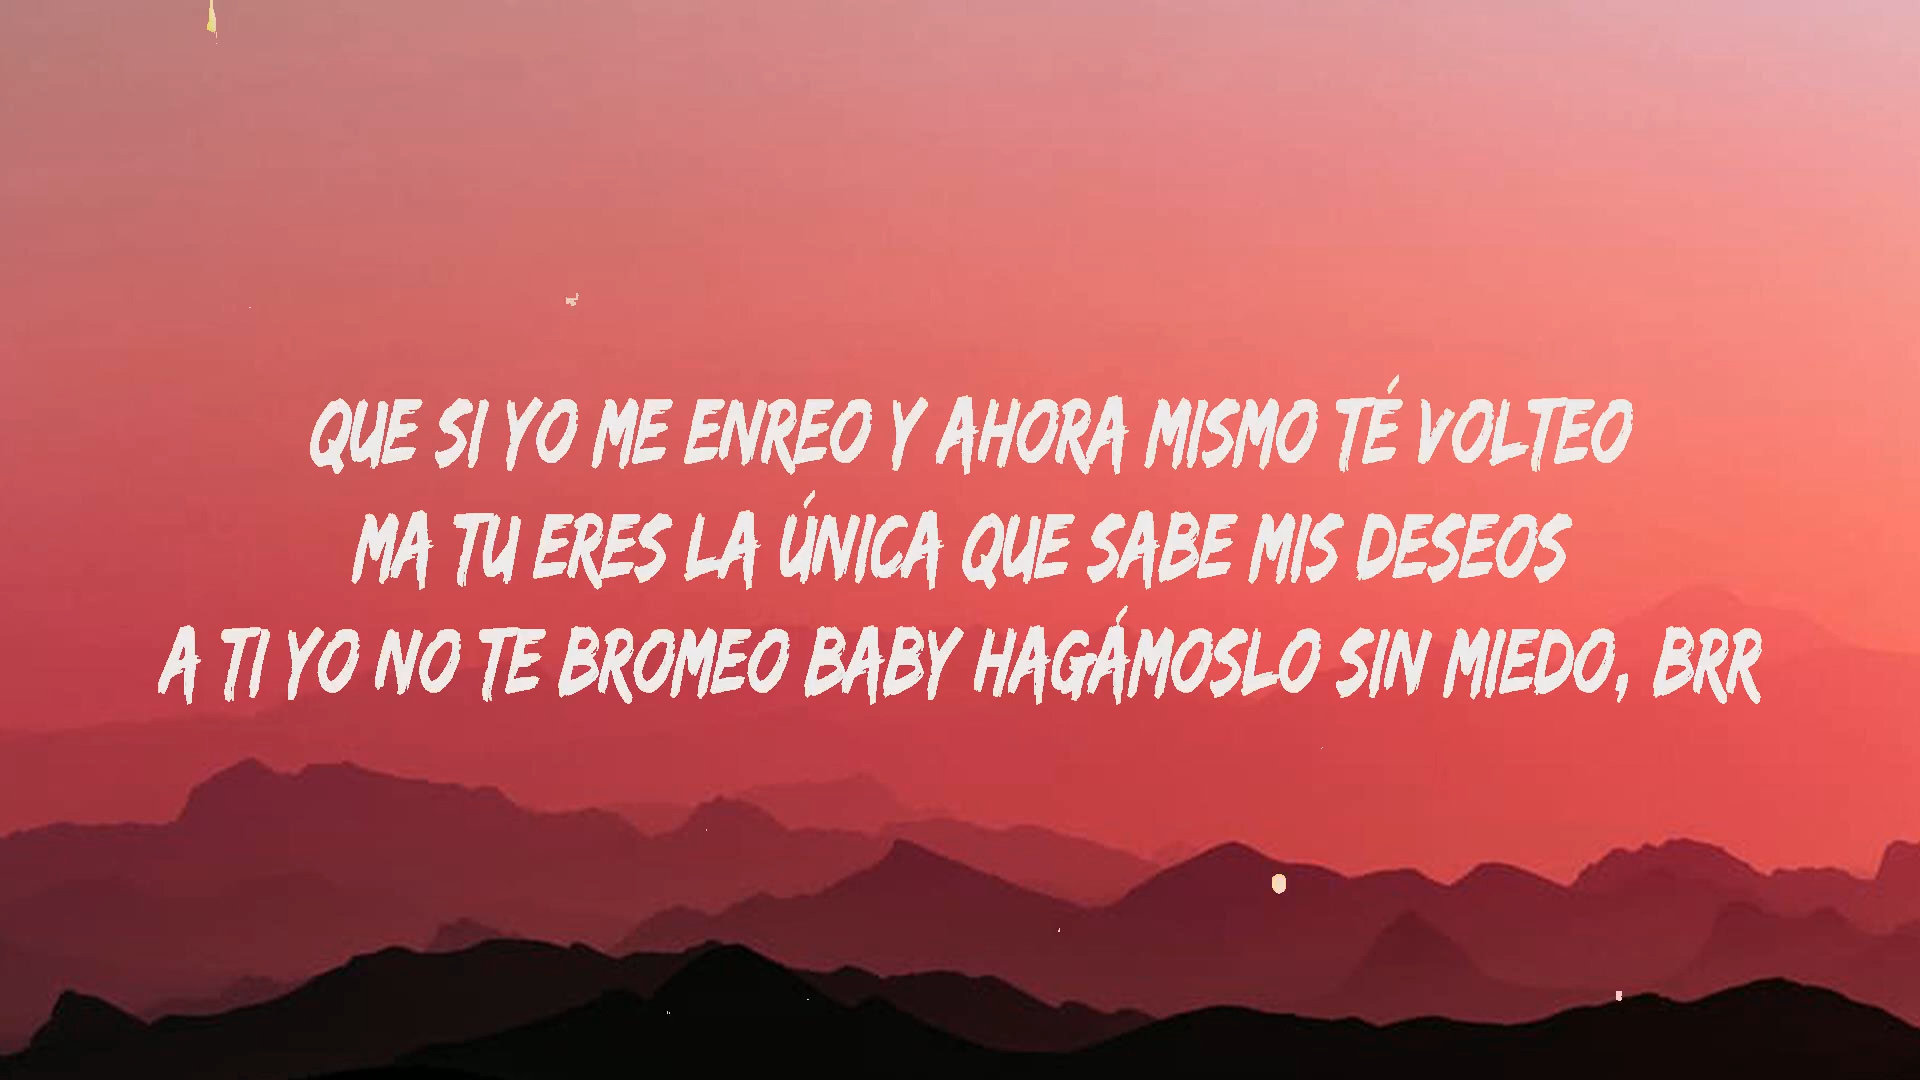 QUE SI YO ME ENREO Y AHORA MISMO TÉ VOLTEO
MA TU ERES LA ÚNICA QUE SABE MIS DESEOS
A TI YO NO TE BROMEO BABY HAGÁMOSLO SIN MIEDO, BRR